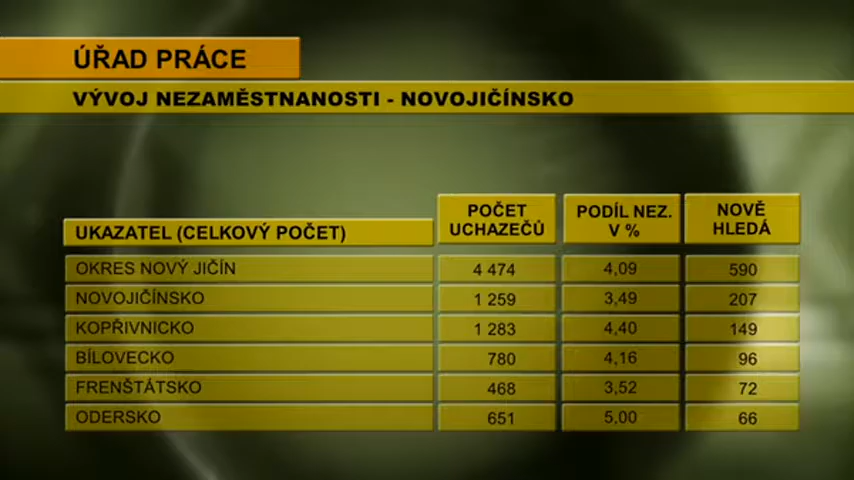 ÚŘAD PRÁCE
VÝVOJ NEZAMĚSTNANOSTI - NOVOJIČÍNSKO
UKAZATEL (CELKOVÝ POČET) POČET UCHAZEČŮ PODÍL NEZ. V % NOVĚ HLEDÁ
OKRES NOVÝ JIČÍN 4 474 4,09 590
NOVOJIČÍNSKO 1 259 3,49 207
KOPŘIVNICKO 1 283 4,40 149
BÍLOVECKO 780 4,16 96
FRENŠTÁTSKO 468 3,52 72
ODERSKO 651 5,00 66